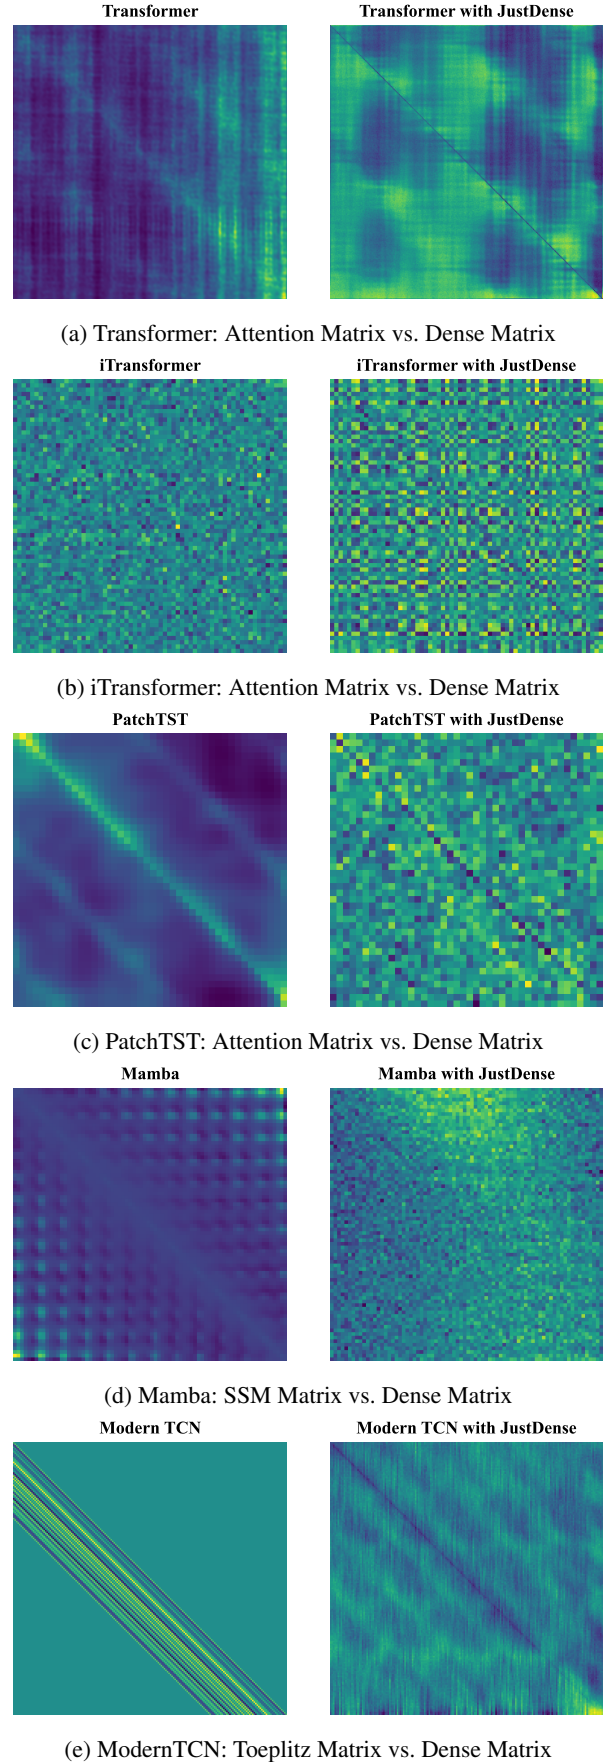 Transformer
Transformer with JustDense
(a) Transformer: Attention Matrix vs. Dense Matrix
iTransformer
iTransformer with JustDense
(b) iTransformer: Attention Matrix vs. Dense Matrix
PatchTST
PatchTST with JustDense
(c) PatchTST: Attention Matrix vs. Dense Matrix
Mamba
Mamba with JustDense
(d) Mamba: SSM Matrix vs. Dense Matrix
Modern TCN
Modern TCN with JustDense
(e) ModernTCN: Toeplitz Matrix vs. Dense Matrix